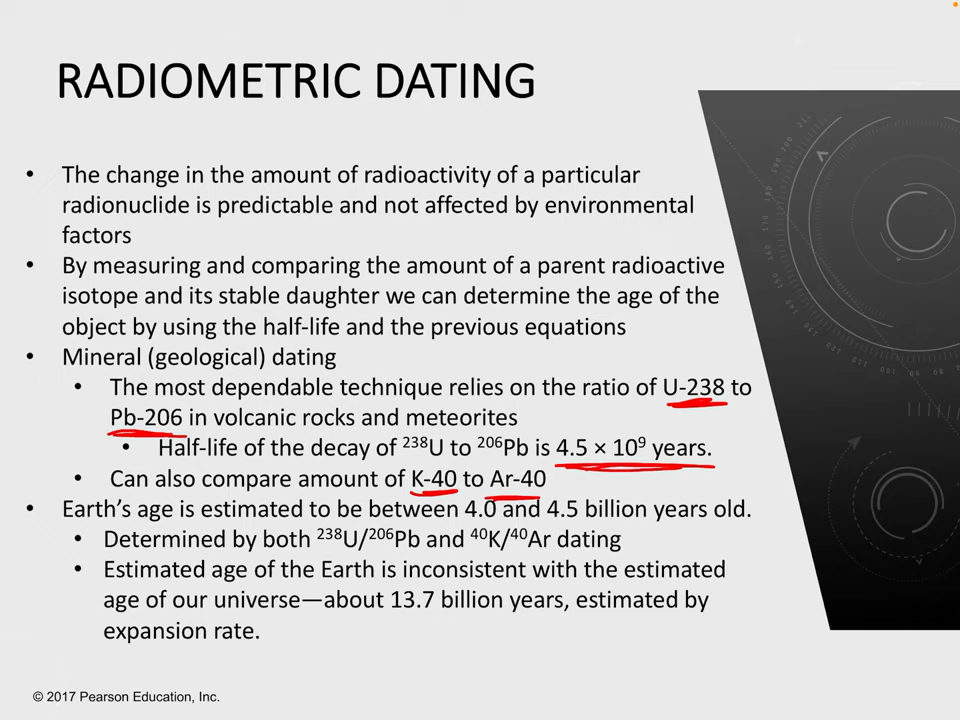 RADIOMETRIC DATING
• The change in the amount of radioactivity of a particular
radionuclide is predictable and not affected by environmental
factors
• By measuring and comparing the amount of a parent radioactive
isotope and its stable daughter we can determine the age of the
object by using the half-life and the previous equations
• Mineral (geological) dating
• The most dependable technique relies on the ratio of U-238 to
Pb-206 in volcanic rocks and meteorites
• Half-life of the decay of ²³⁸U to ²⁰⁶Pb is 4.5 × 10⁹ years.
• Can also compare amount of K-40 to Ar-40
• Earth’s age is estimated to be between 4.0 and 4.5 billion years old.
• Determined by both ²³⁸U/²⁰⁶Pb and ⁴⁰K/⁴⁰Ar dating
• Estimated age of the Earth is inconsistent with the estimated
age of our universe—about 13.7 billion years, estimated by
expansion rate.
© 2017 Pearson Education, Inc.